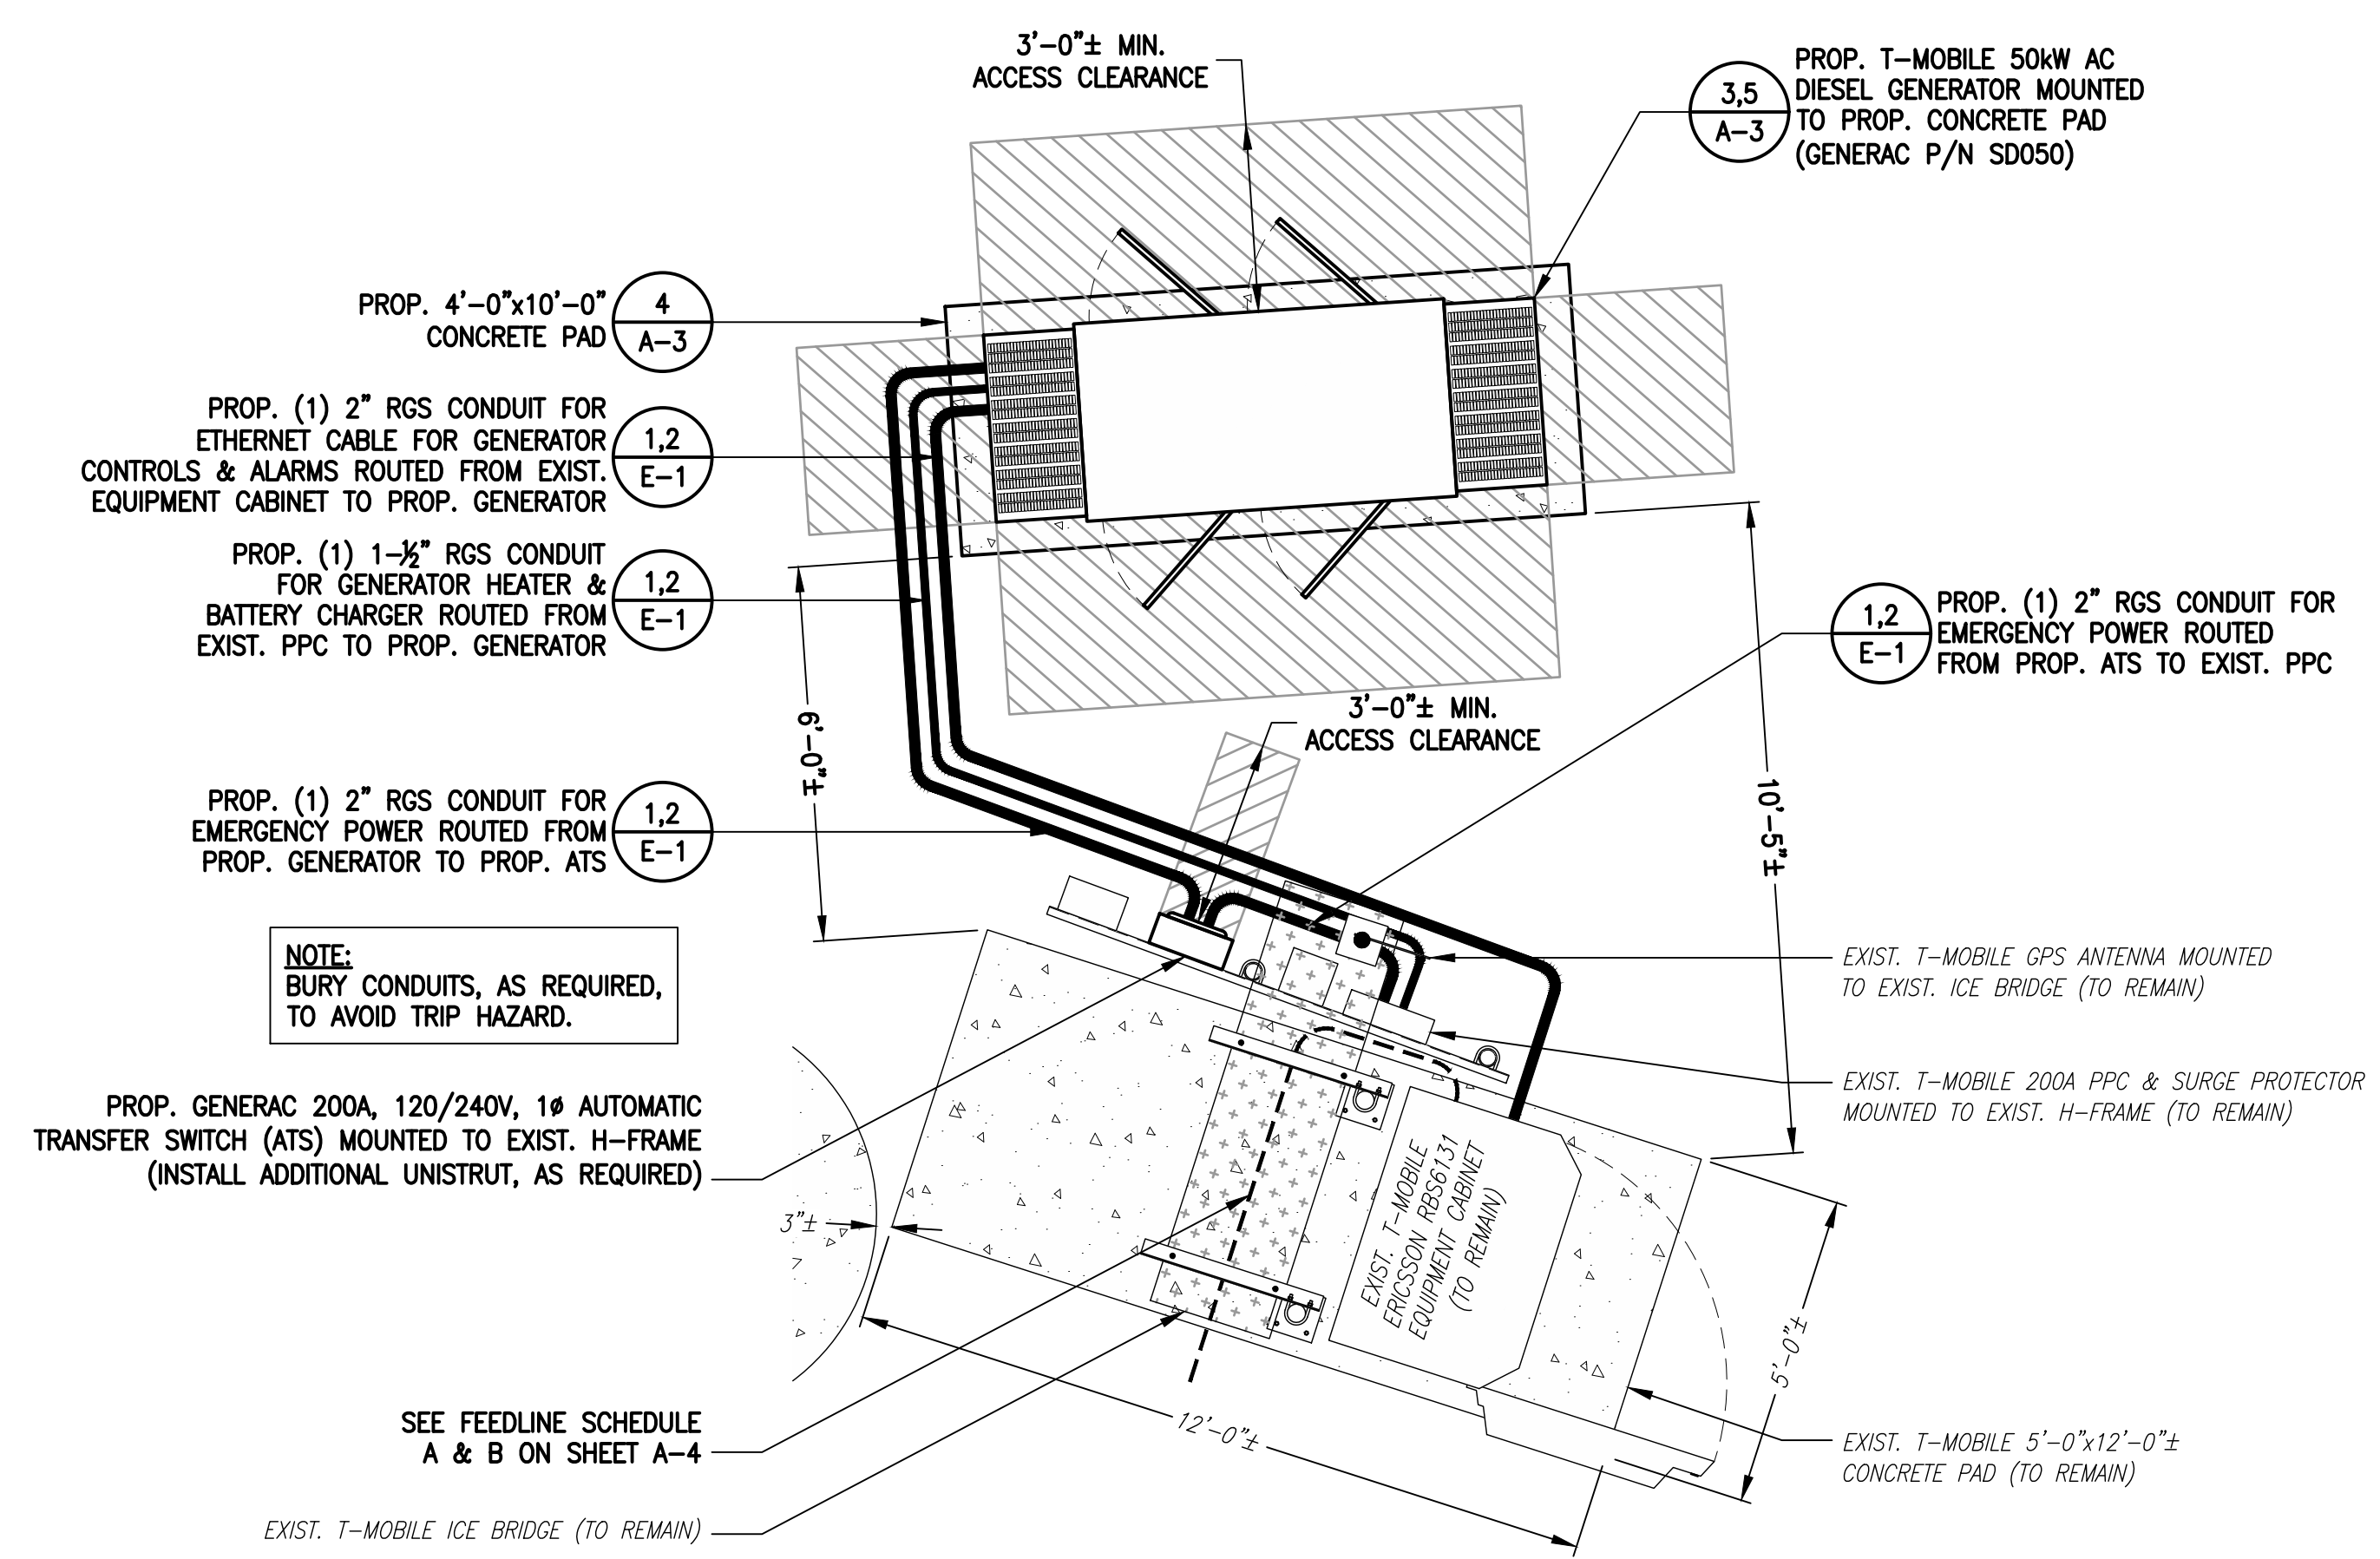 3'-0"± MIN.
ACCESS CLEARANCE
3,5
A-3
PROP. T-MOBILE 50kW AC
DIESEL GENERATOR MOUNTED
TO PROP. CONCRETE PAD
(GENERAC P/N SD050)
PROP. 4'-0"x10'-0"
CONCRETE PAD
4
A-3
PROP. (1) 2" RGS CONDUIT FOR
ETHERNET CABLE FOR GENERATOR
CONTROLS & ALARMS ROUTED FROM EXIST.
EQUIPMENT CABINET TO PROP. GENERATOR
1,2
E-1
PROP. (1) 1-½" RGS CONDUIT
FOR GENERATOR HEATER &
BATTERY CHARGER ROUTED FROM
EXIST. PPC TO PROP. GENERATOR
1,2
E-1
1,2
E-1
PROP. (1) 2" RGS CONDUIT FOR
EMERGENCY POWER ROUTED
FROM PROP. ATS TO EXIST. PPC
6'-0"±
3'-0"± MIN.
ACCESS CLEARANCE
10'-5"±
PROP. (1) 2" RGS CONDUIT FOR
EMERGENCY POWER ROUTED FROM
PROP. GENERATOR TO PROP. ATS
1,2
E-1
NOTE:
BURY CONDUITS, AS REQUIRED,
TO AVOID TRIP HAZARD.
EXIST. T-MOBILE GPS ANTENNA MOUNTED
TO EXIST. ICE BRIDGE (TO REMAIN)
EXIST. T-MOBILE 200A PPC & SURGE PROTECTOR
MOUNTED TO EXIST. H-FRAME (TO REMAIN)
PROP. GENERAC 200A, 120/240V, 1ø AUTOMATIC
TRANSFER SWITCH (ATS) MOUNTED TO EXIST. H-FRAME
(INSTALL ADDITIONAL UNISTRUT, AS REQUIRED)
3"±
EXIST. T-MOBILE
ERICSSON RBS6131
EQUIPMENT CABINET
(TO REMAIN)
5'-0"±
12'-0"±
SEE FEEDLINE SCHEDULE
A & B ON SHEET A-4
EXIST. T-MOBILE 5'-0"x12'-0"±
CONCRETE PAD (TO REMAIN)
EXIST. T-MOBILE ICE BRIDGE (TO REMAIN)